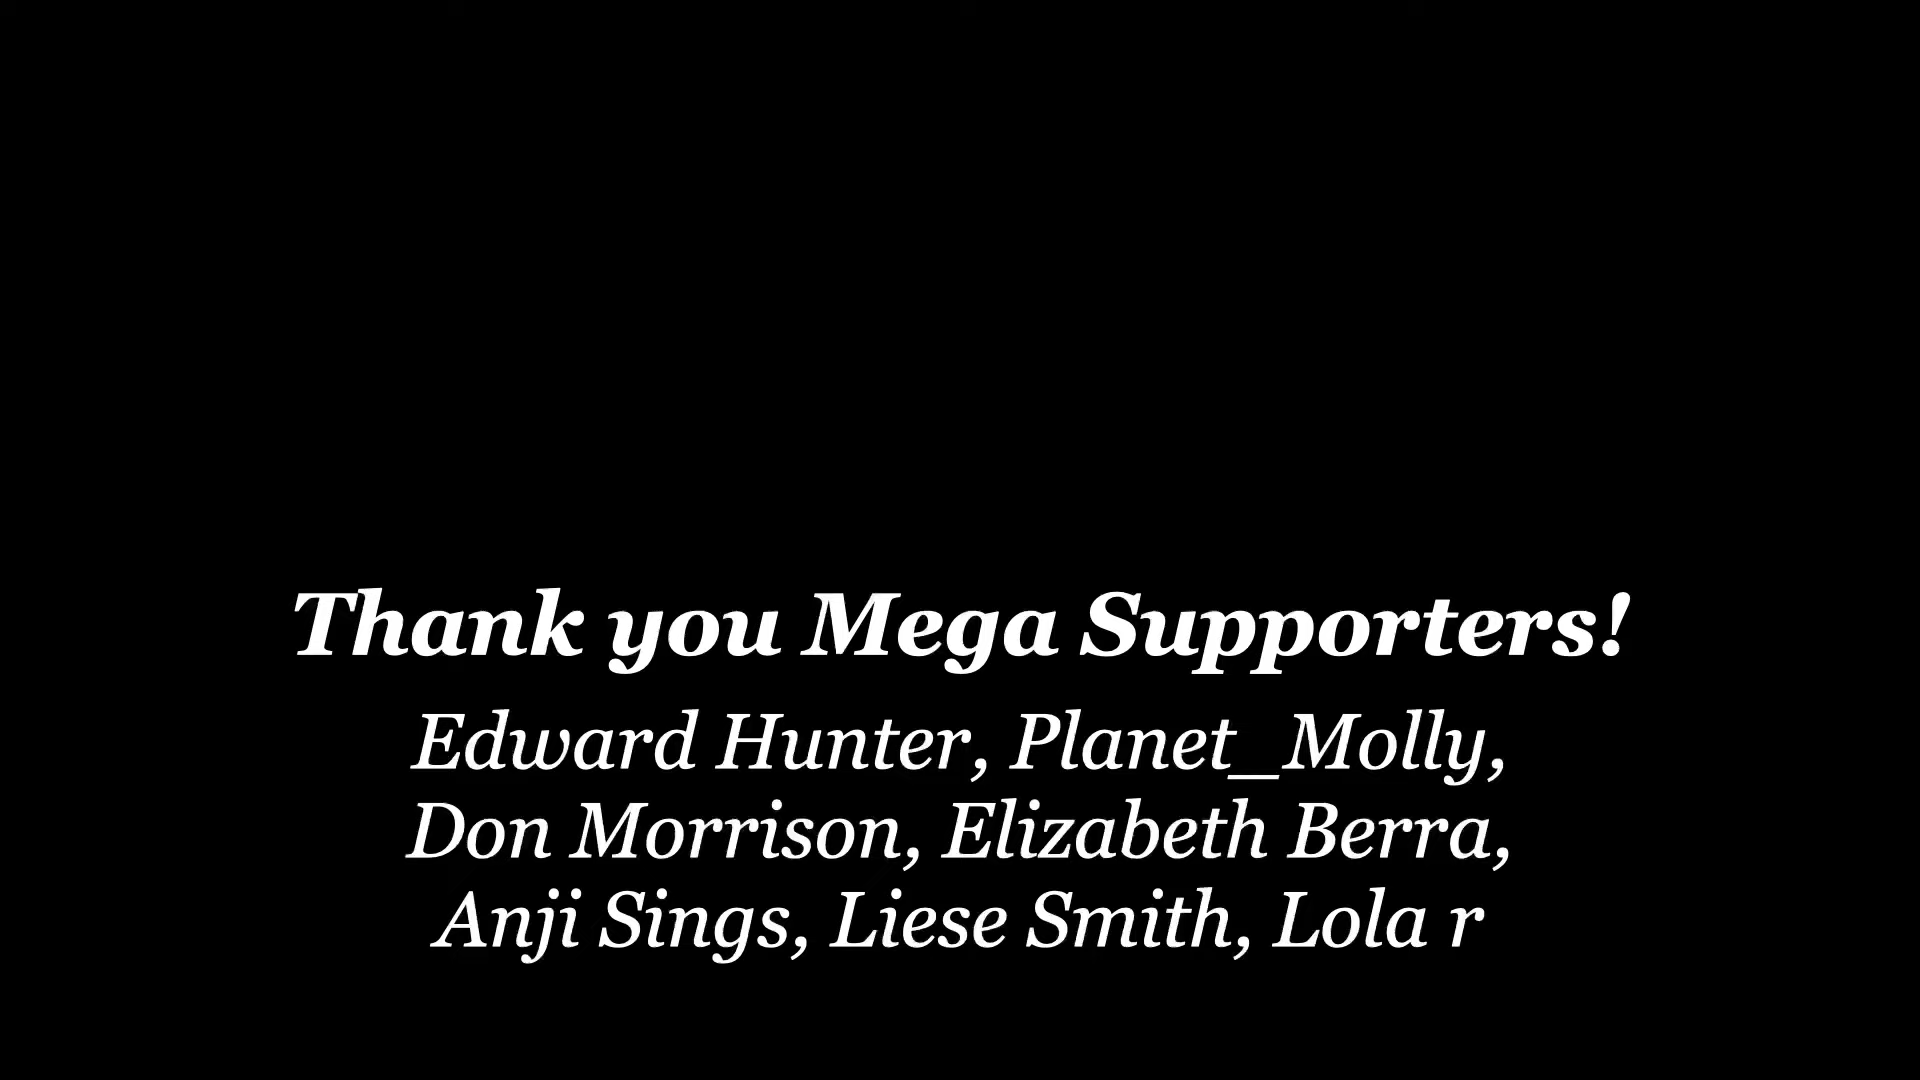 Thank you Mega Supporters!
Edward Hunter, Planet_Molly,
Don Morrison, Elizabeth Berra,
Anji Sings, Liese Smith, Lola r